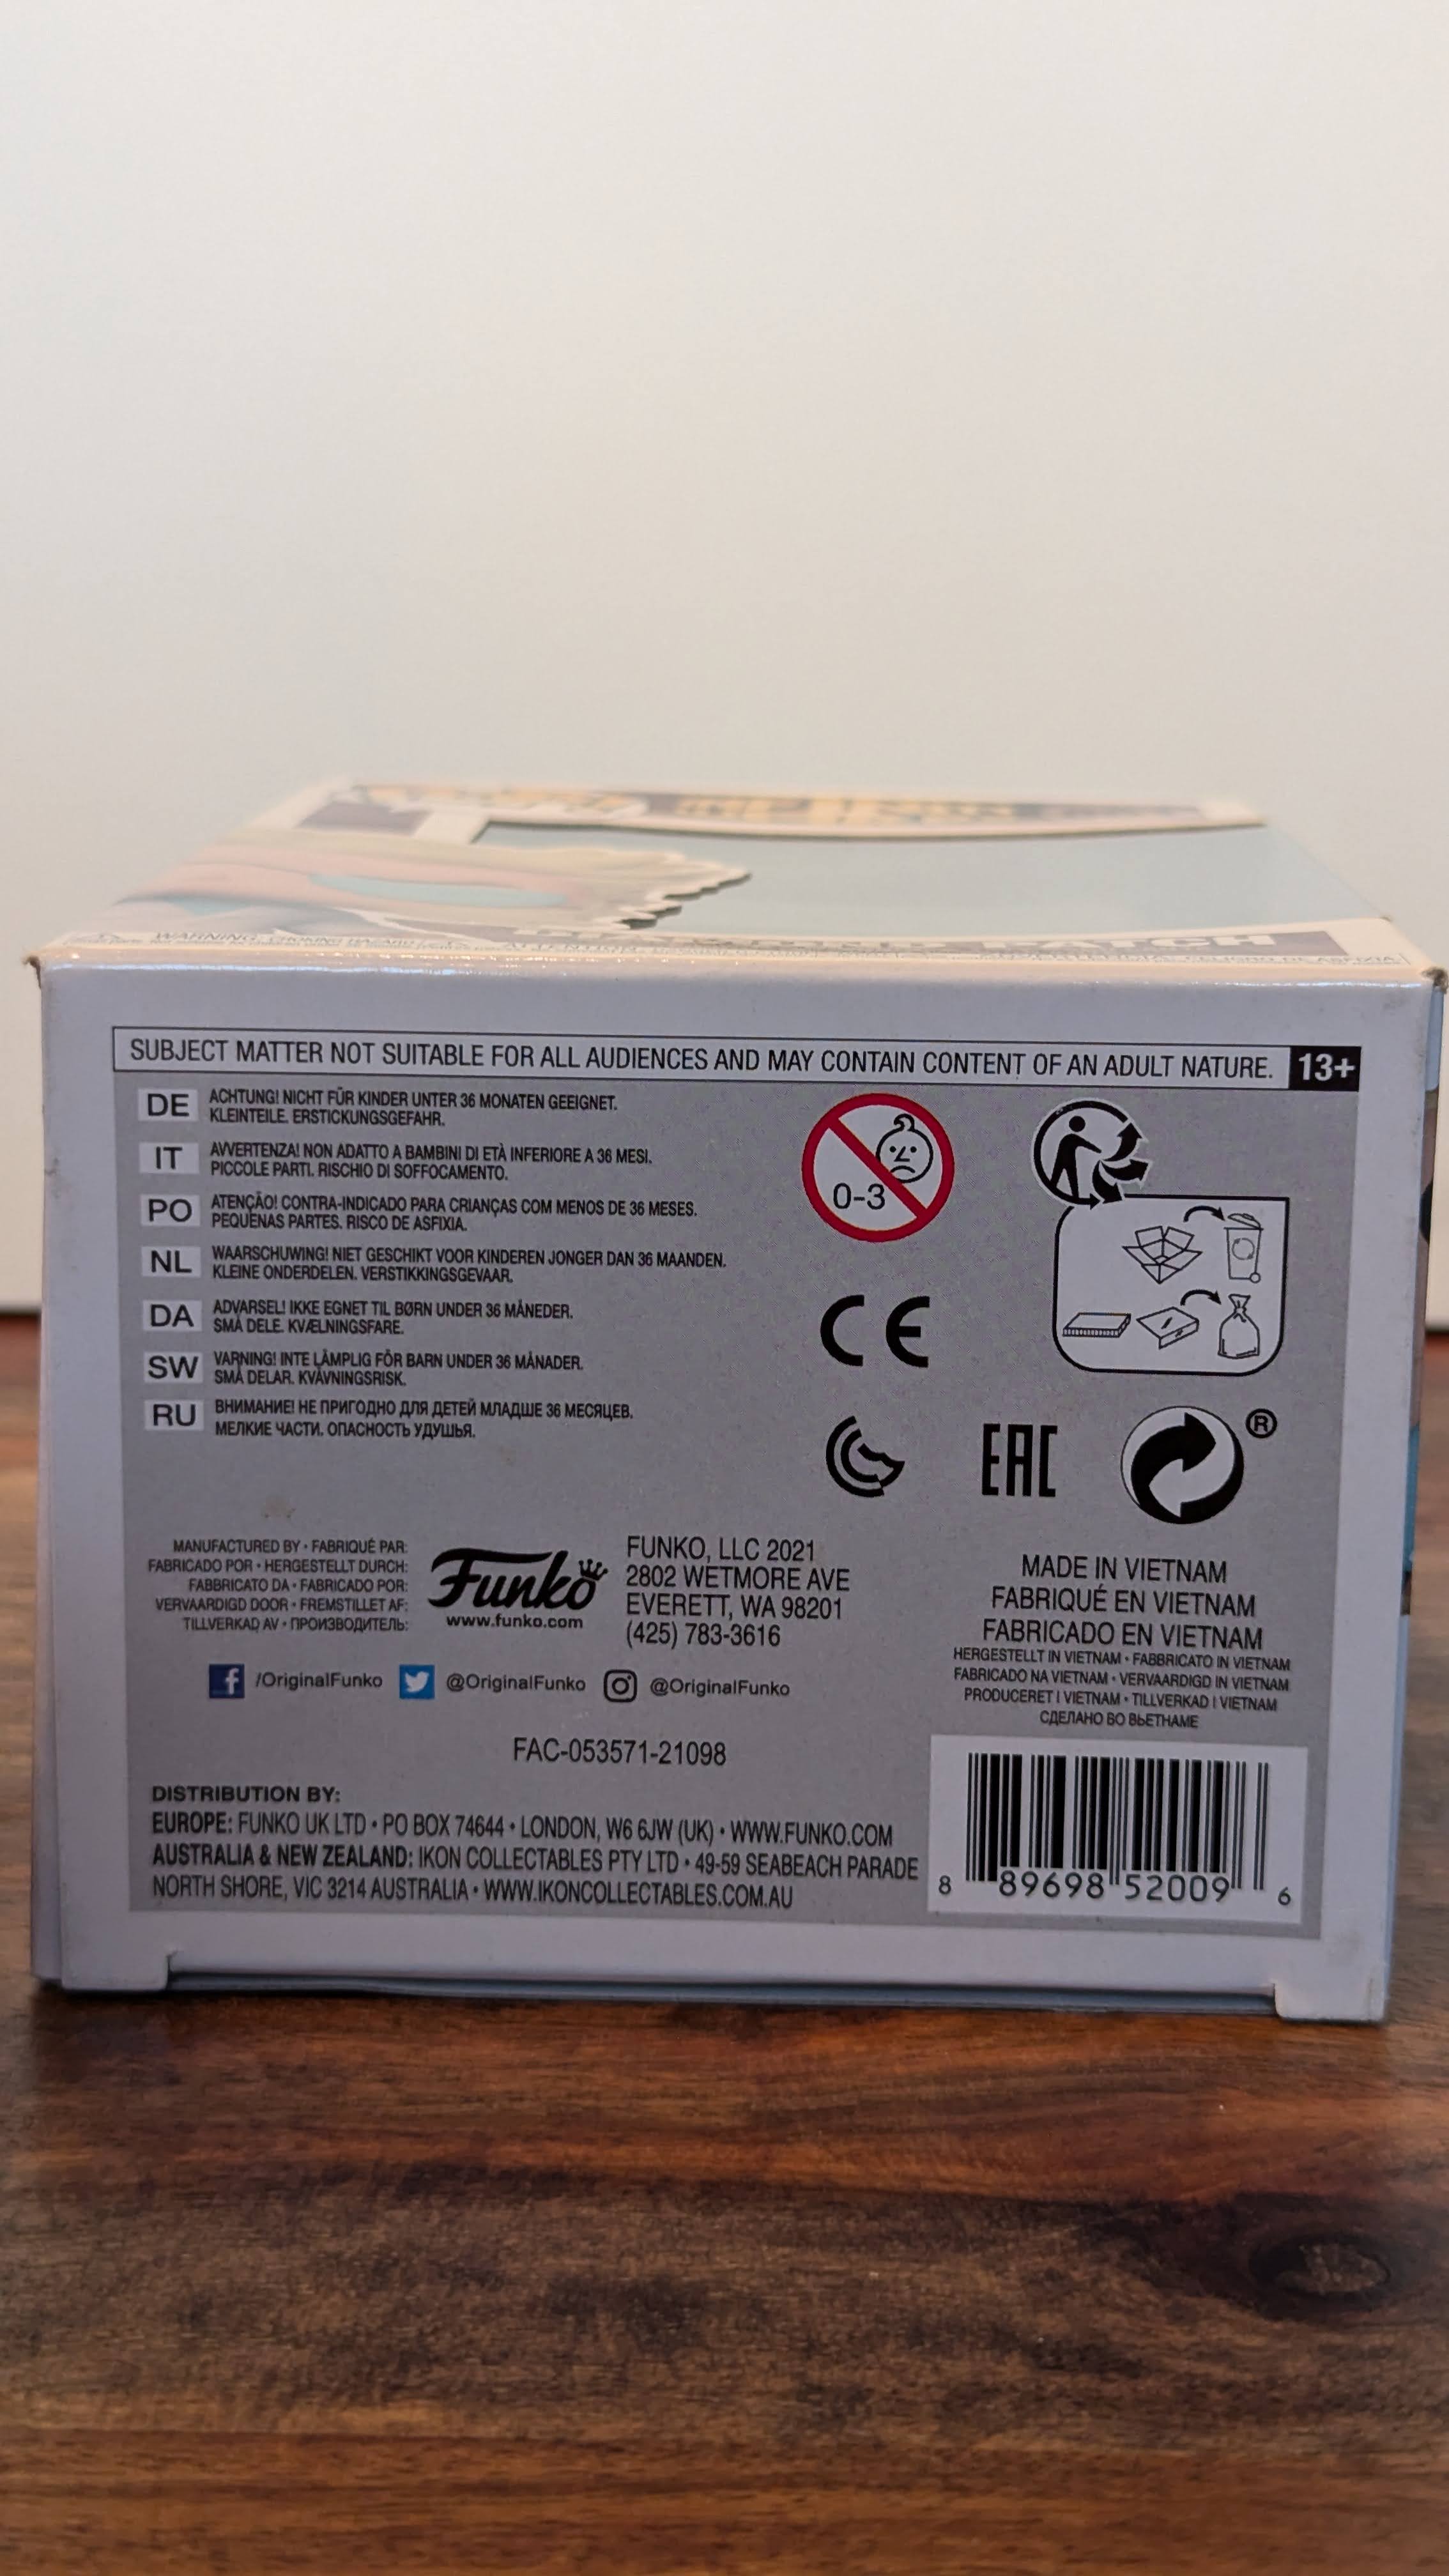 PATCH
SUBJECT MATTER NOT SUITABLE FOR ALL AUDIENCES AND MAY CONTAIN CONTENT OF AN ADULT NATURE. 13+
DE ACHTUNG! NICHT FÜR KINDER UNTER 36 MONATEN GEEIGNET.
KLEINTEILE. ERSTICKUNGSGEFAHR.
IT AVVERTENZA! NON ADATTO A BAMBINI DI ETÀ INFERIORE A 36 MESI.
PICCOLE PARTI. RISCHIO DI SOFFOCAMENTO.
PO ATENÇÃO! CONTRA-INDICADO PARA CRIANÇAS COM MENOS DE 36 MESES.
PEQUENAS PARTES. RISCO DE ASFIXIA.
NL WAARSCHUWING! NIET GESCHIKT VOOR KINDEREN JONGER DAN 36 MAANDEN.
KLEINE ONDERDELEN. VERSTIKKINGSGEVAAR.
DA ADVARSEL! IKKE EGNET TIL BØRN UNDER 36 MÅNEDER.
SMÅ DELE. KVÆLNINGSFARE.
SW VARNING! INTE LÄMPLIG FÖR BARN UNDER 36 MÅNADER.
SMÅ DELAR. KVÄVNINGSRISK.
RU ВНИМАНИЕ! НЕ ПРИГОДНО ДЛЯ ДЕТЕЙ МЛАДШЕ 36 МЕСЯЦЕВ.
МЕЛКИЕ ЧАСТИ. ОПАСНОСТЬ УДУШЬЯ.
0-3
CE
EAC
®
MANUFACTURED BY • FABRIQUÉ PAR:
FABRICADO POR • HERGESTELLT DURCH:
FABBRICATO DA • FABRICADO POR:
VERVAARDIGD DOOR • FREMSTILLET AF:
TILLVERKAD AV • ПРОИЗВОДИТЕЛЬ:
Funko
www.funko.com
FUNKO, LLC 2021
2802 WETMORE AVE
EVERETT, WA 98201
(425) 783-3616
/OriginalFunko @OriginalFunko @OriginalFunko
MADE IN VIETNAM
FABRIQUÉ EN VIETNAM
FABRICADO EN VIETNAM
HERGESTELLT IN VIETNAM • FABBRICATO IN VIETNAM
FABRICADO NA VIETNAM • VERVAARDIGD IN VIETNAM
PRODUCERET I VIETNAM • TILLVERKAD I VIETNAM
СДЕЛАНО ВО ВЬЕТНАМЕ
FAC-053571-21098
DISTRIBUTION BY:
EUROPE: FUNKO UK LTD • PO BOX 74644 • LONDON, W6 6JW (UK) • WWW.FUNKO.COM
AUSTRALIA & NEW ZEALAND: IKON COLLECTABLES PTY LTD • 49-59 SEABEACH PARADE
NORTH SHORE, VIC 3214 AUSTRALIA • WWW.IKONCOLLECTABLES.COM.AU
8 89698 52009 6